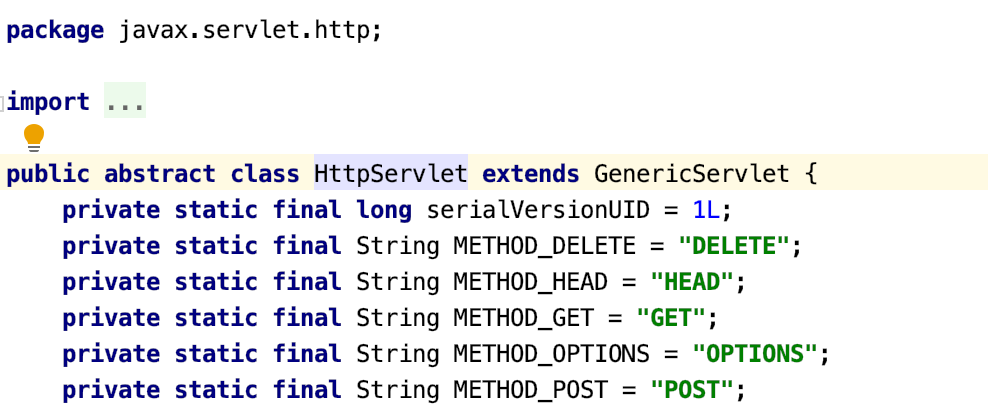 package javax.servlet.http;
import ...
public abstract class HttpServlet extends GenericServlet {
private static final long serialVersionUID = 1L;
private static final String METHOD_DELETE = "DELETE";
private static final String METHOD_HEAD = "HEAD";
private static final String METHOD_GET = "GET";
private static final String METHOD_OPTIONS = "OPTIONS";
private static final String METHOD_POST = "POST";